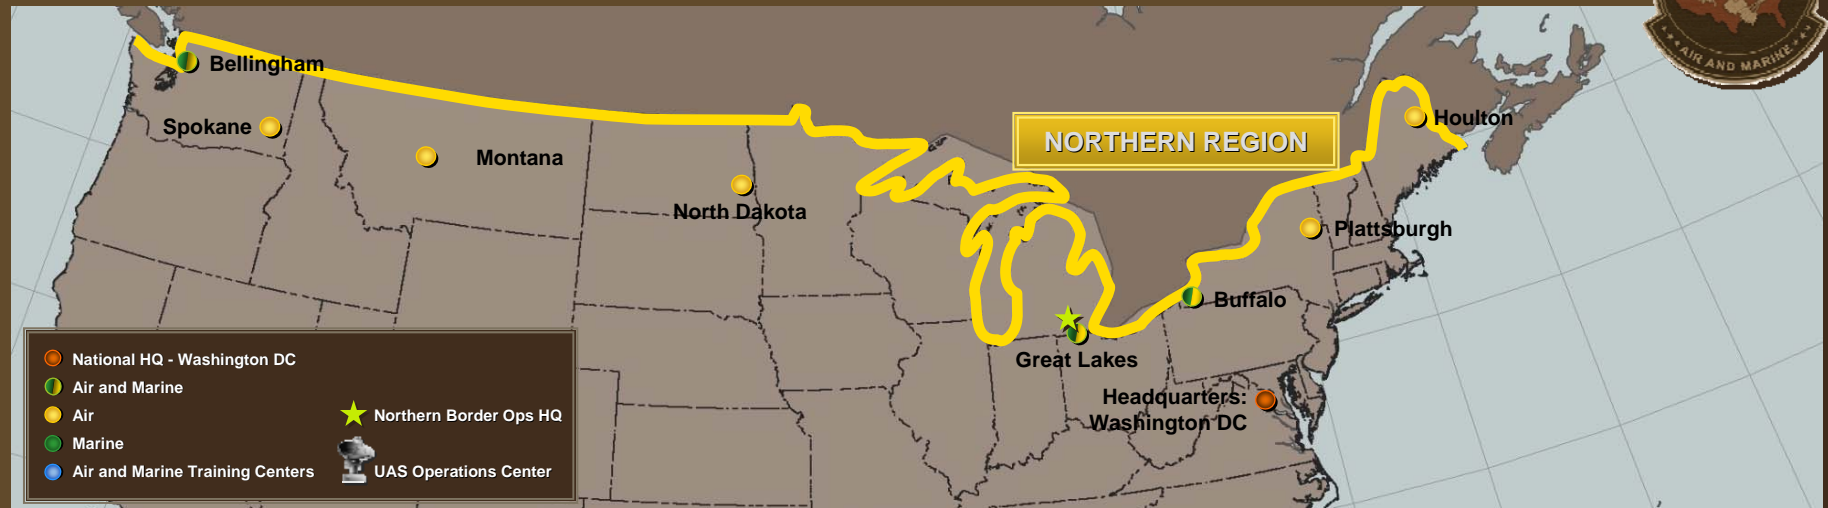 AIR AND MARINE
Bellingham
Spokane
Montana
North Dakota
NORTHERN REGION
Houlton
Plattsburgh
Buffalo
Great Lakes
Headquarters:
Washington DC
National HQ - Washington DC
Air and Marine
Air
Marine
Air and Marine Training Centers
Northern Border Ops HQ
UAS Operations Center